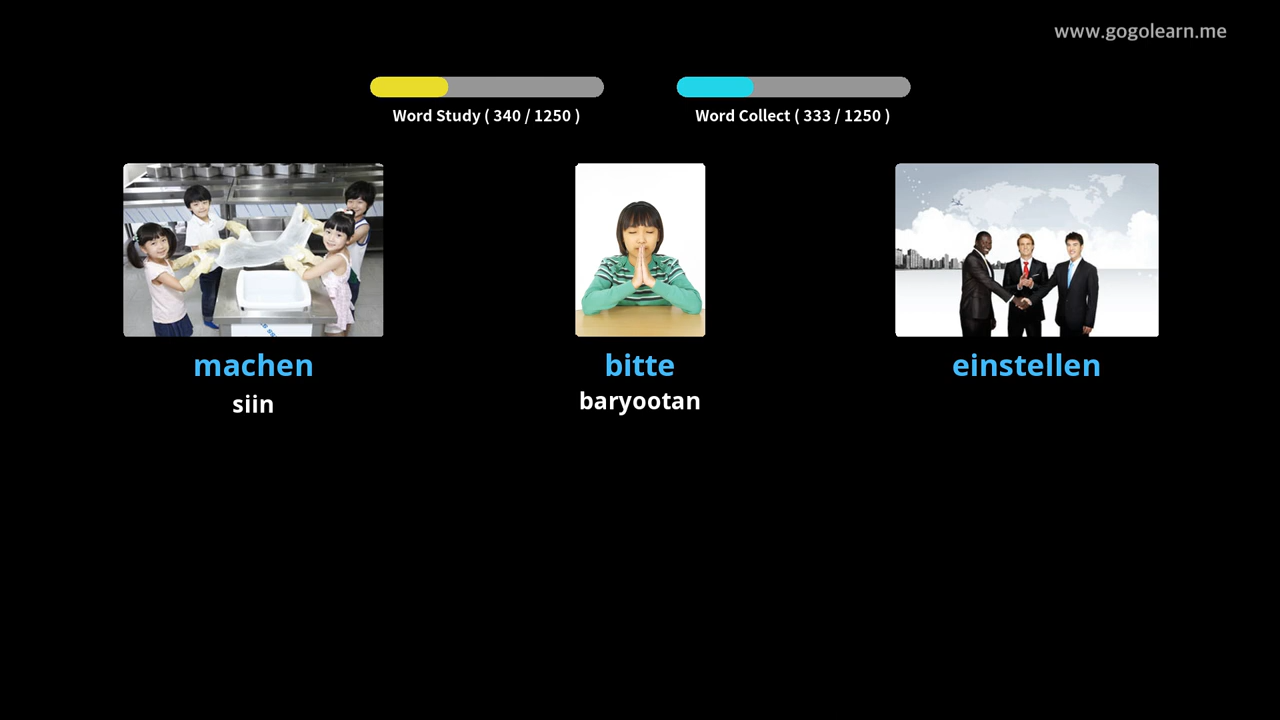 www.gogolearn.me
Word Study ( 340 / 1250 )
Word Collect ( 333 / 1250 )
machen
siin
bitte
baryootan
einstellen